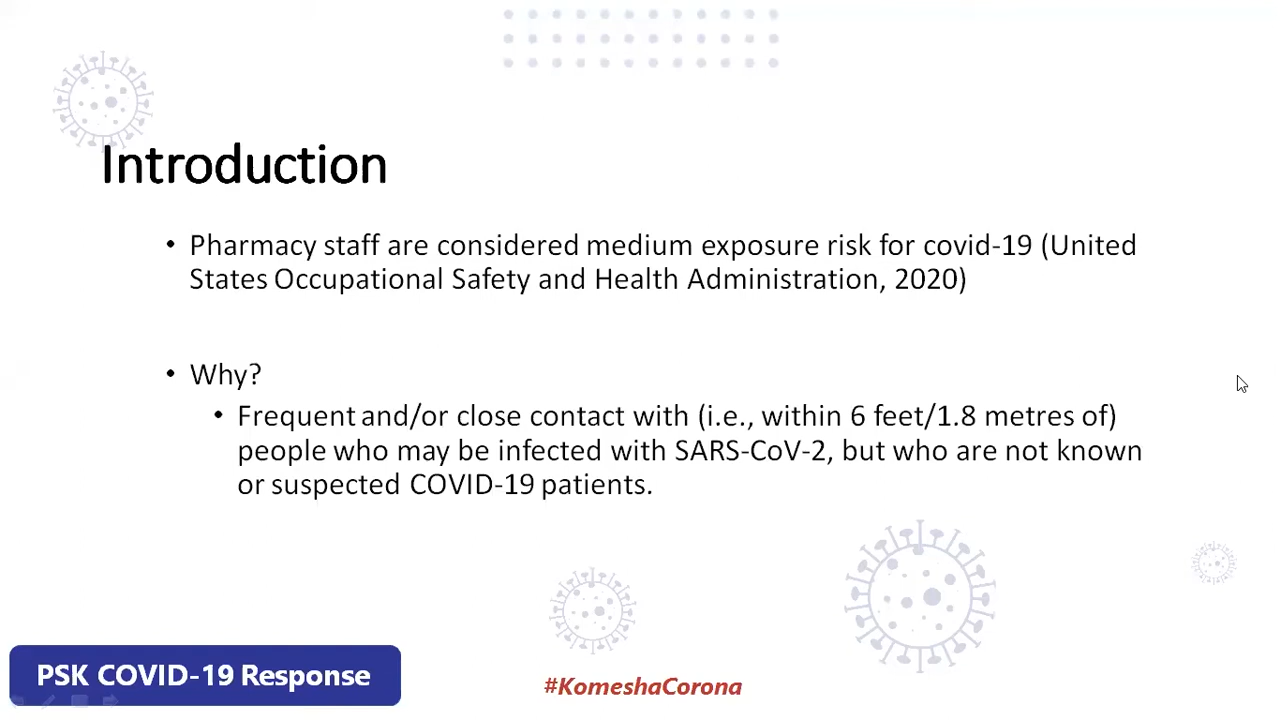 Introduction
• Pharmacy staff are considered medium exposure risk for covid-19 (United
States Occupational Safety and Health Administration, 2020)
• Why?
• Frequent and/or close contact with (i.e., within 6 feet/1.8 metres of)
people who may be infected with SARS-CoV-2, but who are not known
or suspected COVID-19 patients.
PSK COVID-19 Response
#KomeshaCorona